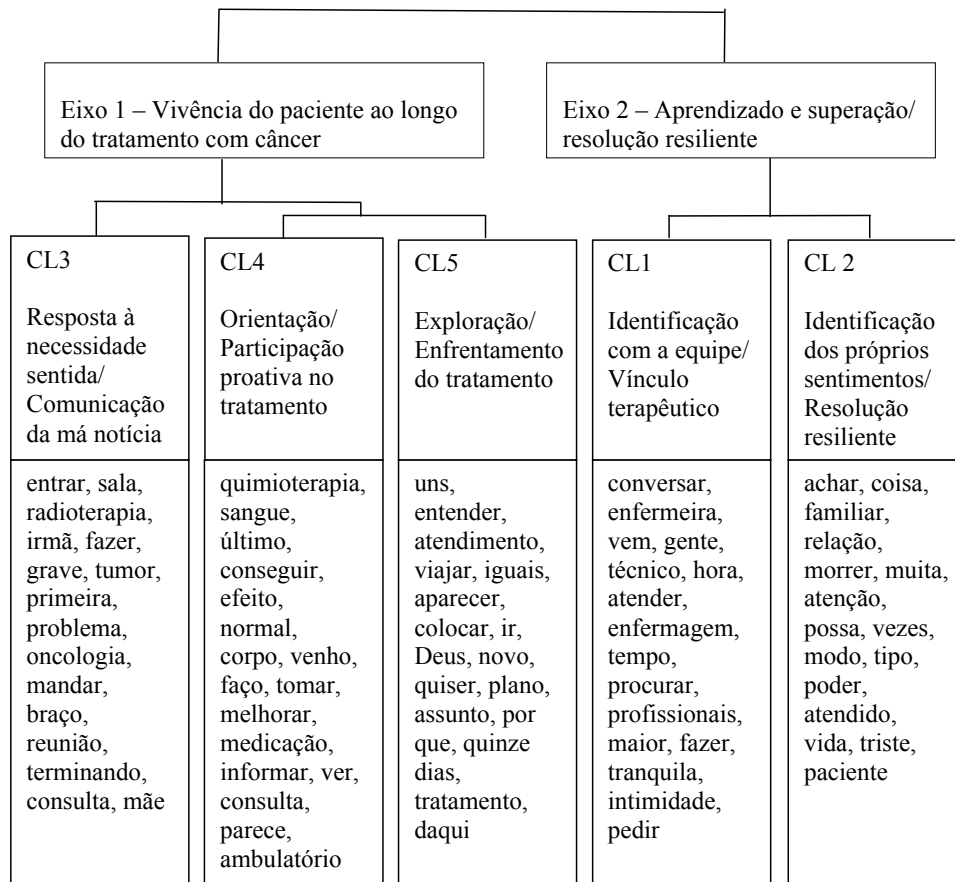 Eixo 1 – Vivência do paciente ao longo
do tratamento com câncer
Eixo 2 – Aprendizado e superação/
resolução resiliente
CL3
Resposta à
necessidade
sentida/
Comunicação
da má notícia
entrar, sala,
radioterapia,
irmã, fazer,
grave, tumor,
primeira,
problema,
oncologia,
mandar,
braço,
reunião,
terminando,
consulta, mãe
CL4
Orientação/
Participação
proativa no
tratamento
quimioterapia,
sangue,
último,
conseguir,
efeito,
normal,
corpo, venho,
faço, tomar,
melhorar,
medicação,
informar, ver,
consulta,
parece,
ambulatório
CL5
Exploração/
Enfrentamento
do tratamento
uns,
entender,
atendimento,
viajar, iguais,
aparecer,
colocar, ir,
Deus, novo,
quiser, plano,
assunto, por
que, quinze
dias,
tratamento,
daqui
CL1
Identificação
com a equipe/
Vínculo
terapêutico
conversar,
enfermeira,
vem, gente,
técnico, hora,
atender,
enfermagem,
tempo,
procurar,
profissionais,
maior, fazer,
tranquila,
intimidade,
pedir
CL 2
Identificação
dos próprios
sentimentos/
Resolução
resiliente
achar, coisa,
familiar,
relação,
morrer, muita,
atenção,
possa, vezes,
modo, tipo,
poder,
atendido,
vida, triste,
paciente